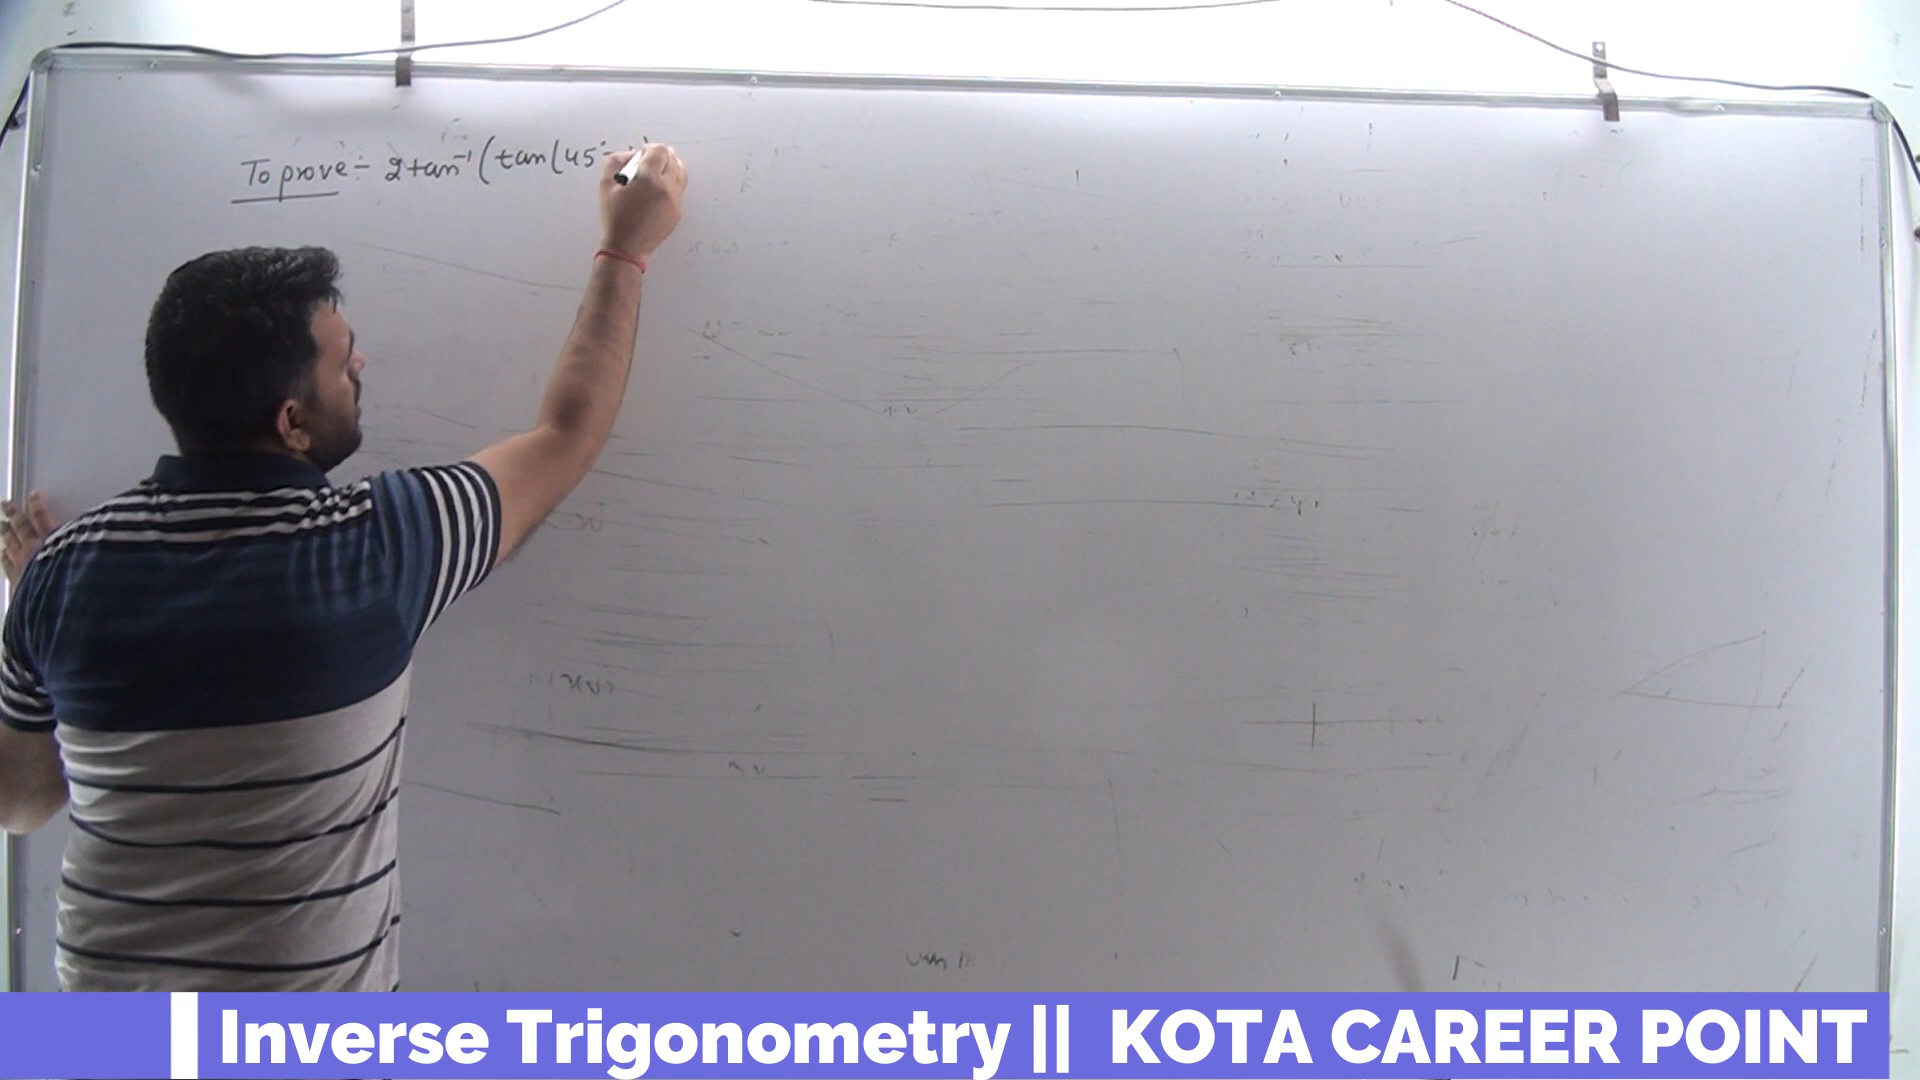 To prove ÷ 2tan⁻¹(tan(45°-
Inverse Trigonometry || KOTA CAREER POINT